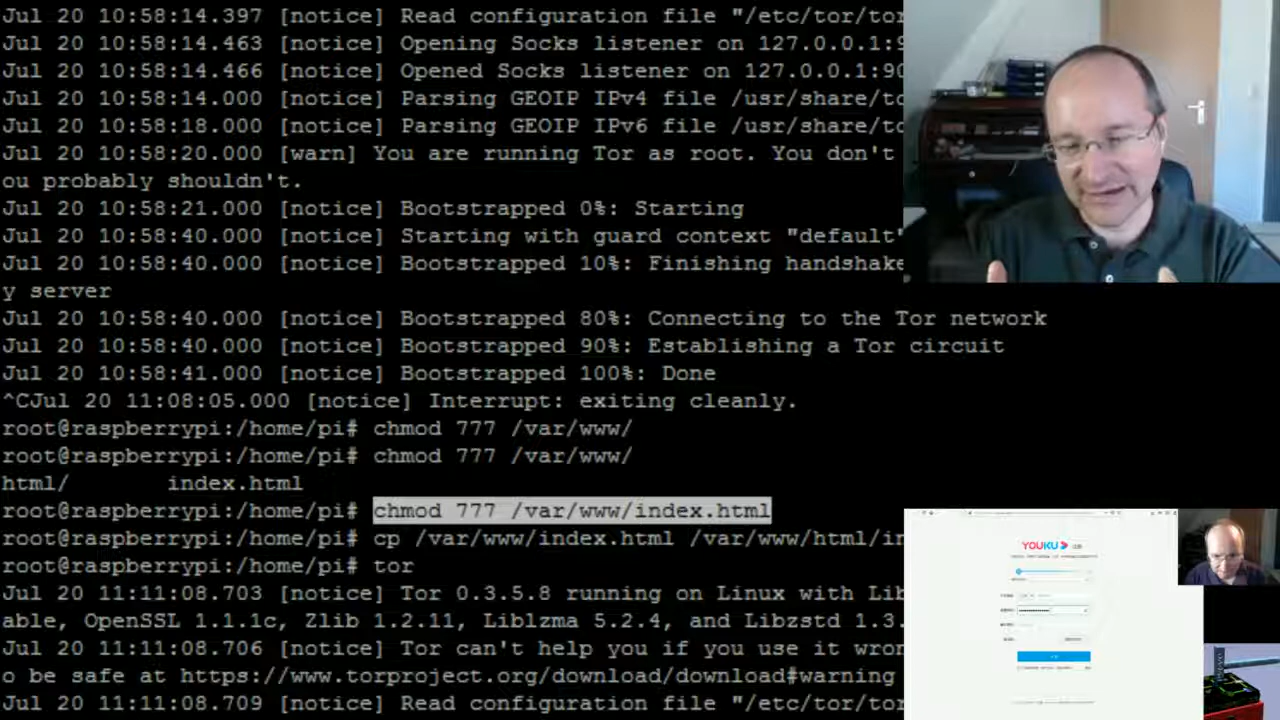 Jul 20 10:58:14.397 [notice] Read configuration file "/etc/tor/tor
Jul 20 10:58:14.463 [notice] Opening Socks listener on 127.0.0.1:9
Jul 20 10:58:14.466 [notice] Opened Socks listener on 127.0.0.1:90
Jul 20 10:58:14.000 [notice] Parsing GEOIP IPv4 file /usr/share/to
Jul 20 10:58:18.000 [notice] Parsing GEOIP IPv6 file /usr/share/to
Jul 20 10:58:20.000 [warn] You are running Tor as root. You don't
ou probably shouldn't.
Jul 20 10:58:21.000 [notice] Bootstrapped 0%: Starting
Jul 20 10:58:40.000 [notice] Starting with guard context "default"
Jul 20 10:58:40.000 [notice] Bootstrapped 10%: Finishing handshake
y server
Jul 20 10:58:40.000 [notice] Bootstrapped 80%: Connecting to the Tor network
Jul 20 10:58:40.000 [notice] Bootstrapped 90%: Establishing a Tor circuit
Jul 20 10:58:41.000 [notice] Bootstrapped 100%: Done
^CJul 20 11:08:05.000 [notice] Interrupt: exiting cleanly.
root@raspberrypi:/home/pi# chmod 777 /var/www/
root@raspberrypi:/home/pi# chmod 777 /var/www/
html/ index.html
root@raspberrypi:/home/pi# chmod 777 /var/www/index.html
root@raspberrypi:/home/pi# cp /var/www/index.html /var/www/html/in
root@raspberrypi:/home/pi# tor
Jul 20 11:11:08.703 [notice] Tor 0.3.5.8 running on Linux with Lib
able, OpenSSL 1.1.1c, Zlib 1.2.11, Liblzma 5.2.4, and Libzstd 1.3.
Jul 20 11:11:08.706 [notice] Tor can't help you if you use it wron
o be safe at https://www.torproject.org/download/download#warning
Jul 20 11:11:08.709 [notice] Read configuration file "/etc/tor/tor
YOUKU